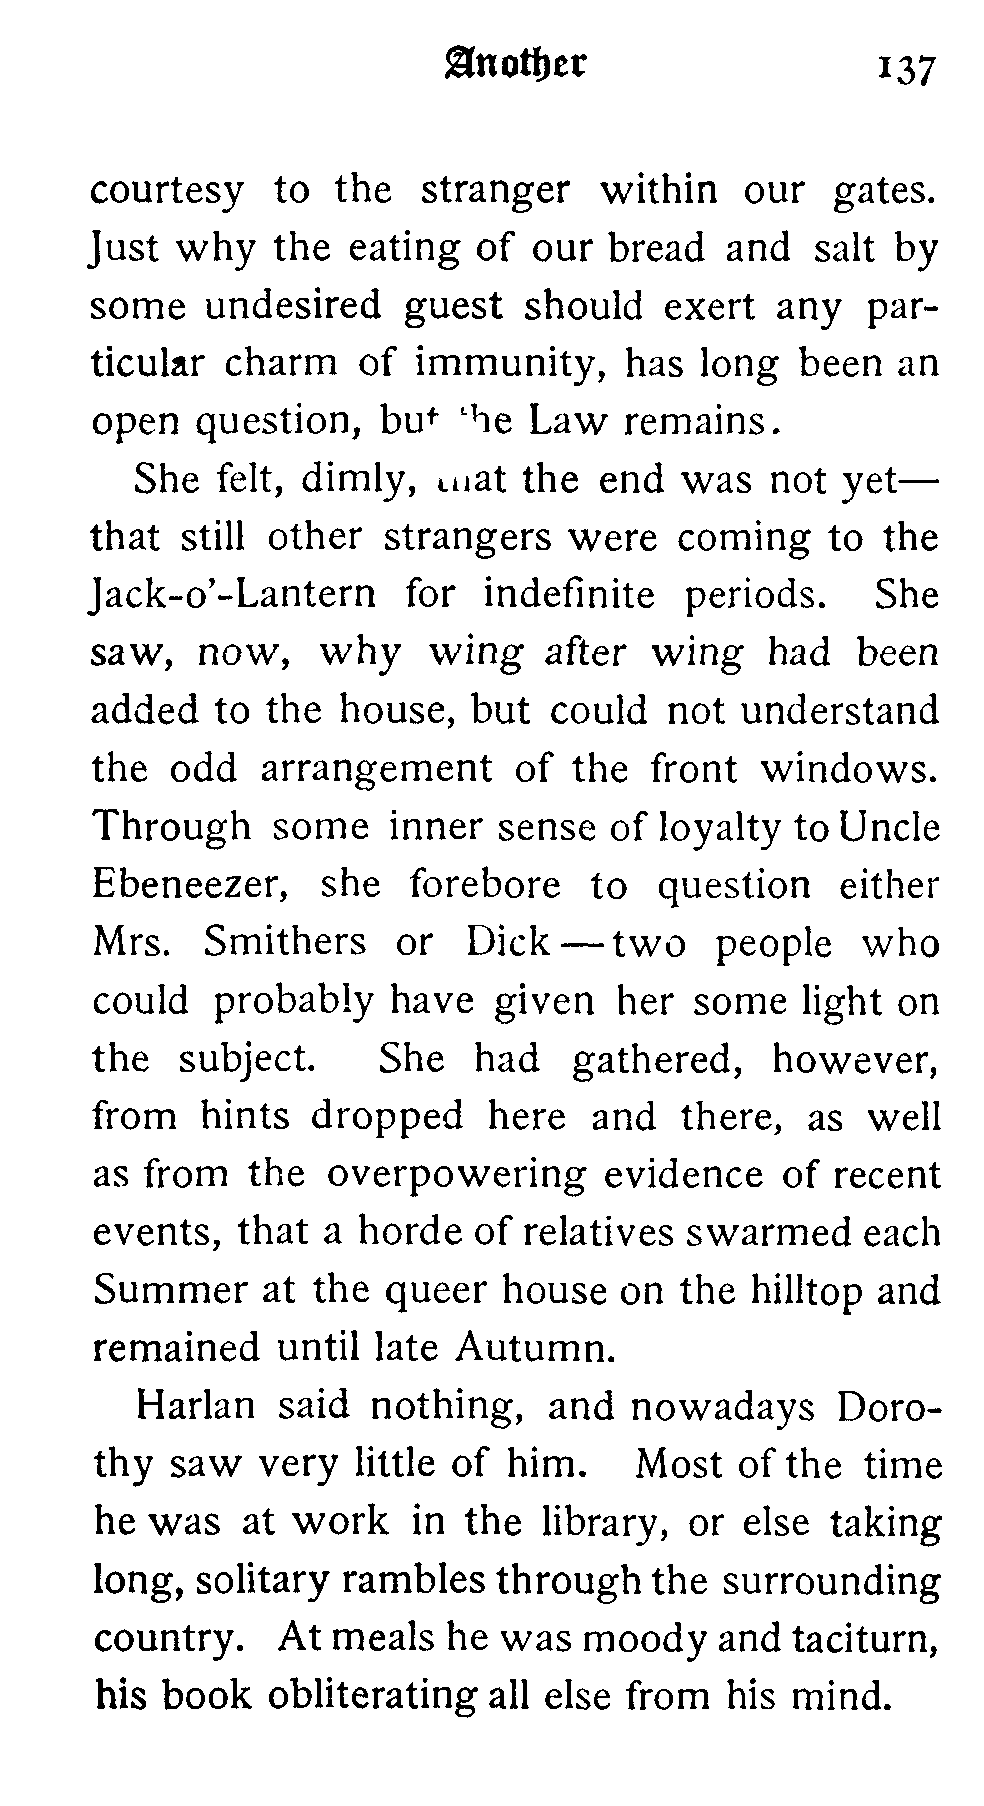 Another 137
courtesy to the stranger within our gates.
Just why the eating of our bread and salt by
some undesired guest should exert any par-
ticular charm of immunity, has long been an
open question, but the Law remains.
She felt, dimly, that the end was not yet—
that still other strangers were coming to the
Jack-o'-Lantern for indefinite periods. She
saw, now, why wing after wing had been
added to the house, but could not understand
the odd arrangement of the front windows.
Through some inner sense of loyalty to Uncle
Ebeneezer, she forebore to question either
Mrs. Smithers or Dick—two people who
could probably have given her some light on
the subject. She had gathered, however,
from hints dropped here and there, as well
as from the overpowering evidence of recent
events, that a horde of relatives swarmed each
Summer at the queer house on the hilltop and
remained until late Autumn.
Harlan said nothing, and nowadays Doro-
thy saw very little of him. Most of the time
he was at work in the library, or else taking
long, solitary rambles through the surrounding
country. At meals he was moody and taciturn,
his book obliterating all else from his mind.